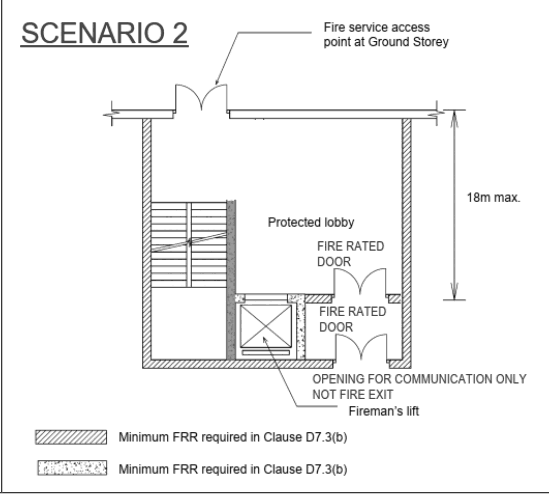 SCENARIO 2
Fire service access
point at Ground Storey
18m max.
Protected lobby
FIRE RATED
DOOR
FIRE RATED
DOOR
OPENING FOR COMMUNICATION ONLY
NOT FIRE EXIT
Fireman's lift
Minimum FRR required in Clause D7.3(b)
Minimum FRR required in Clause D7.3(b)